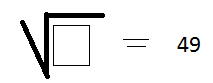 √□ = 49